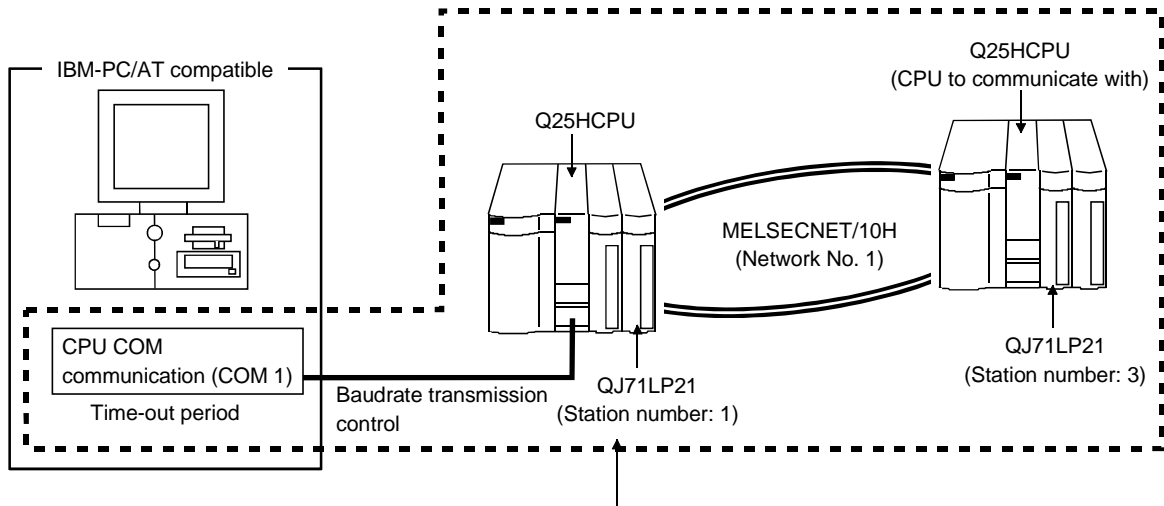 IBM-PC/AT compatible
Q25HCPU
(CPU to communicate with)
Q25HCPU
MELSECNET/10H
(Network No. 1)
CPU COM
communication (COM 1)
Time-out period
Baudrate transmission
control
QJ71LP21
(Station number: 1)
QJ71LP21
(Station number: 3)